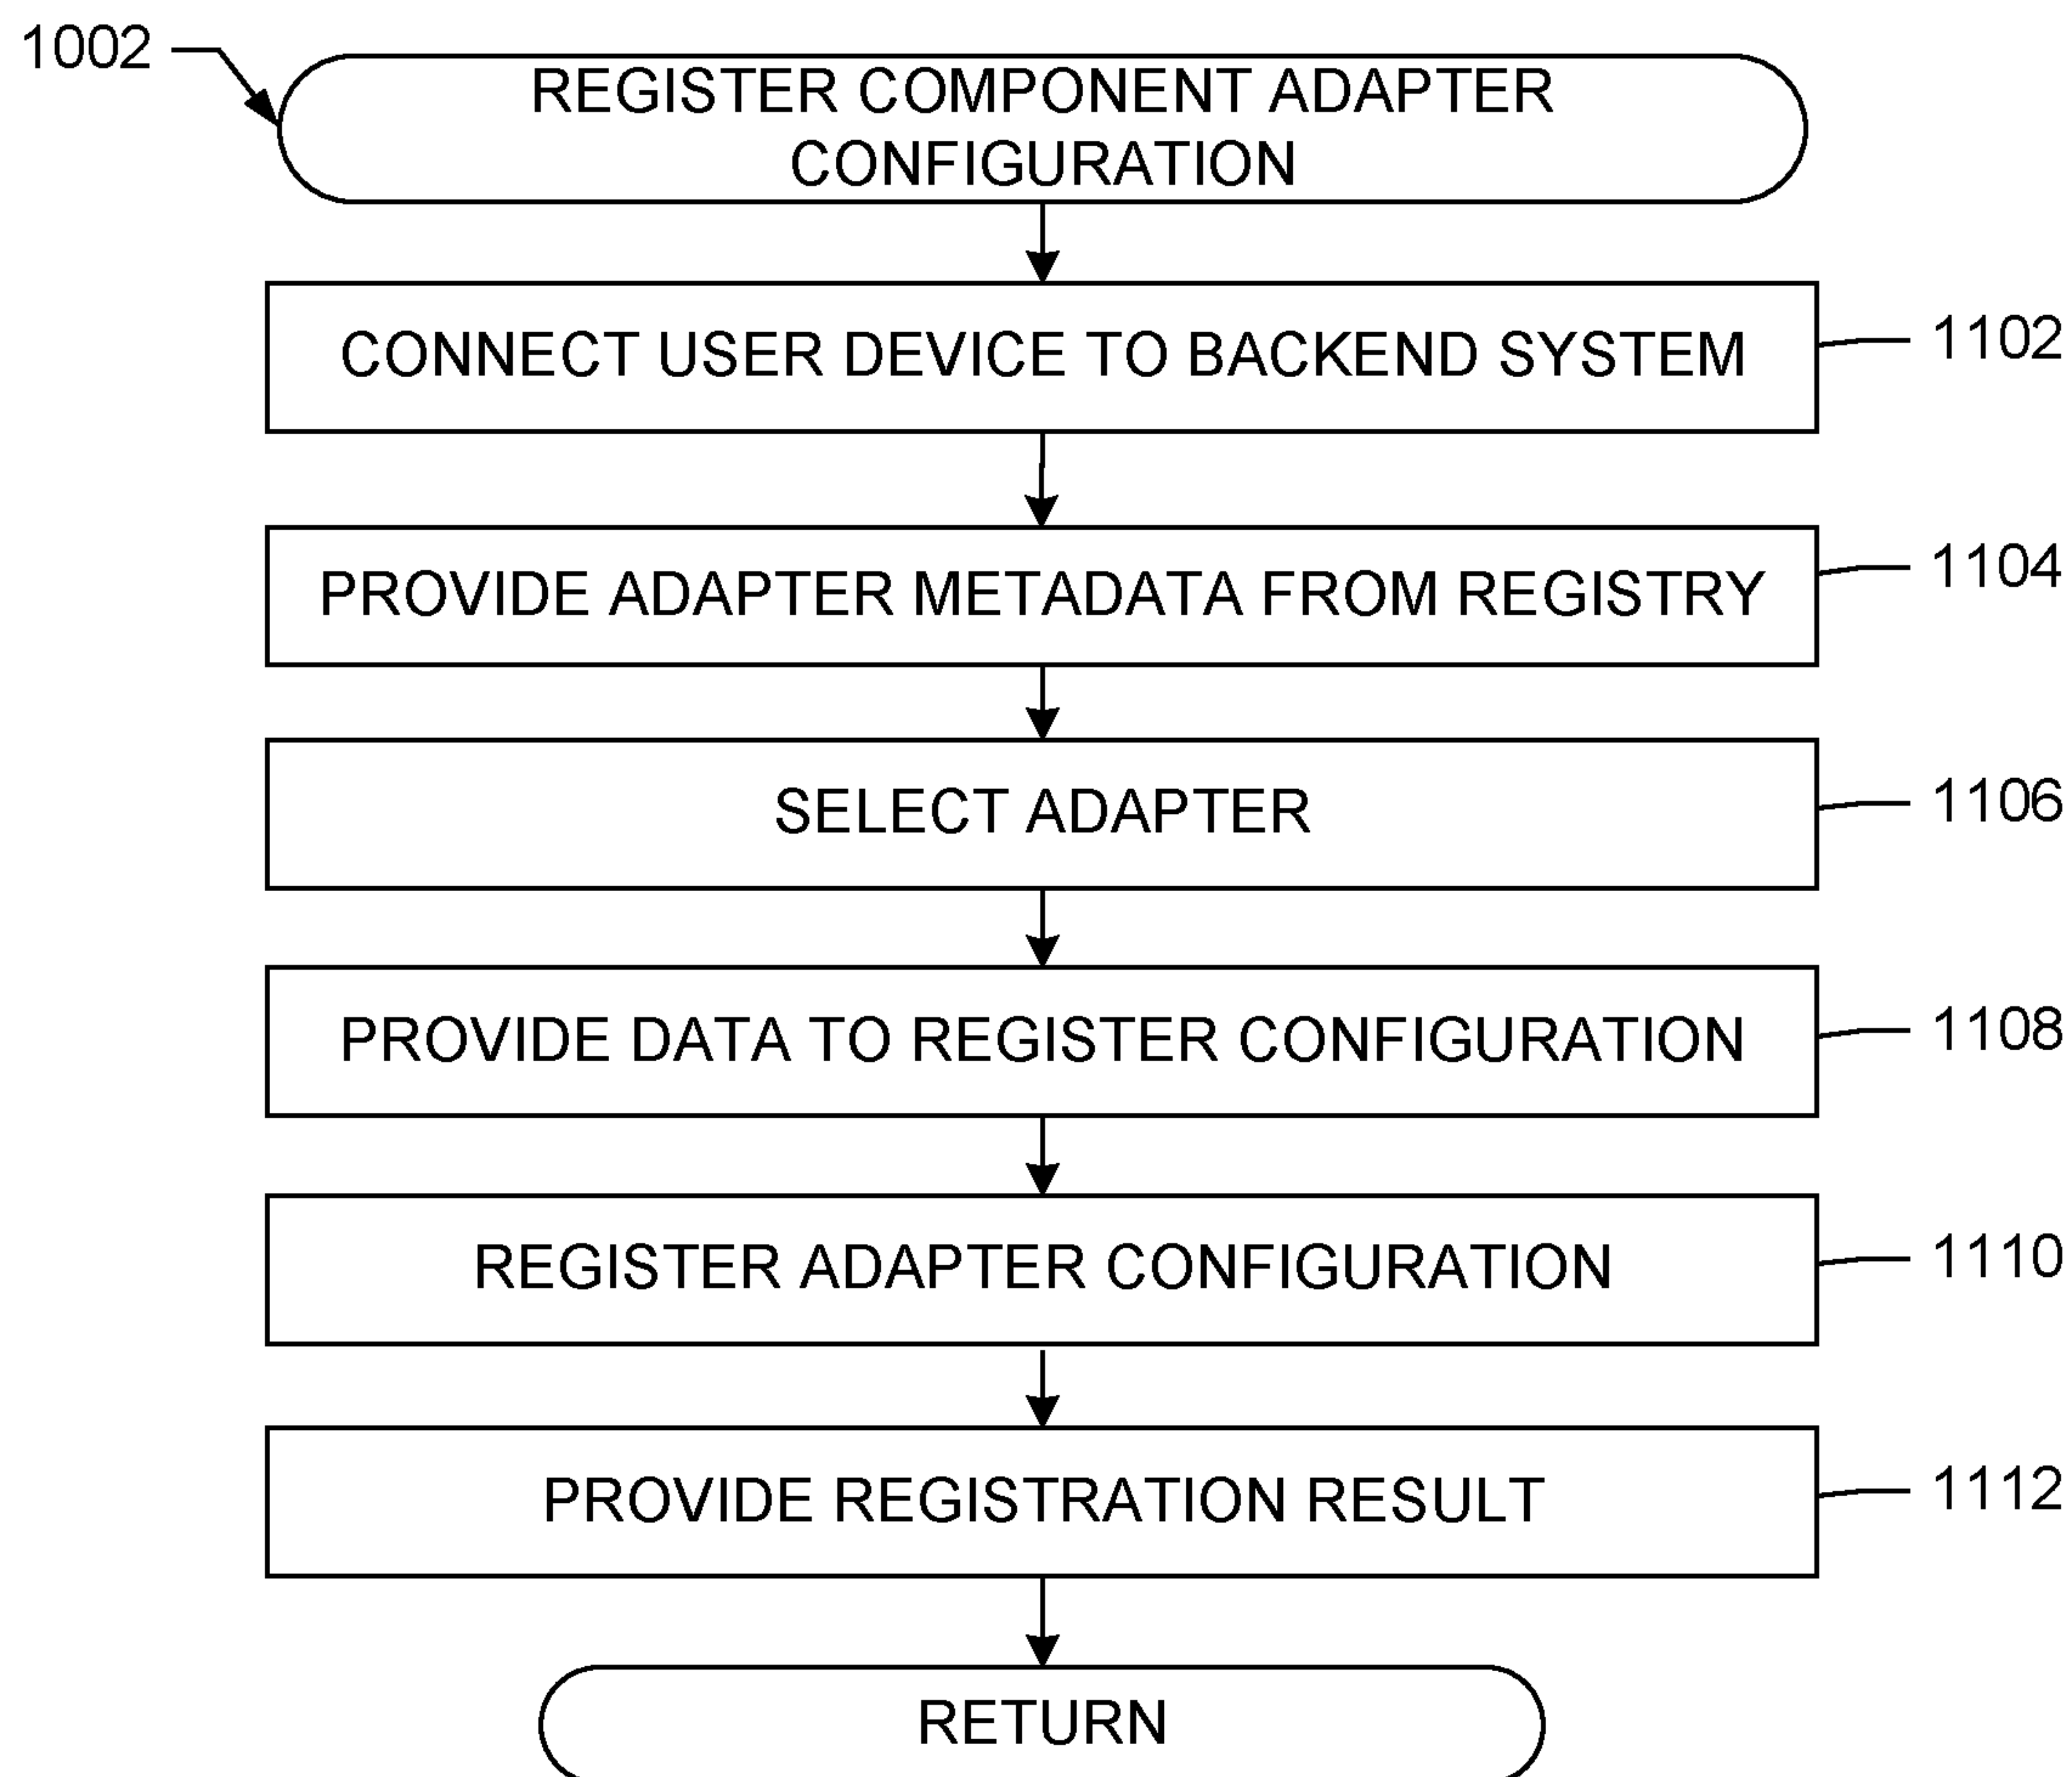 1002
REGISTER COMPONENT ADAPTER
CONFIGURATION
CONNECT USER DEVICE TO BACKEND SYSTEM
1102
PROVIDE ADAPTER METADATA FROM REGISTRY
1104
SELECT ADAPTER
1106
PROVIDE DATA TO REGISTER CONFIGURATION
1108
REGISTER ADAPTER CONFIGURATION
1110
PROVIDE REGISTRATION RESULT
1112
RETURN